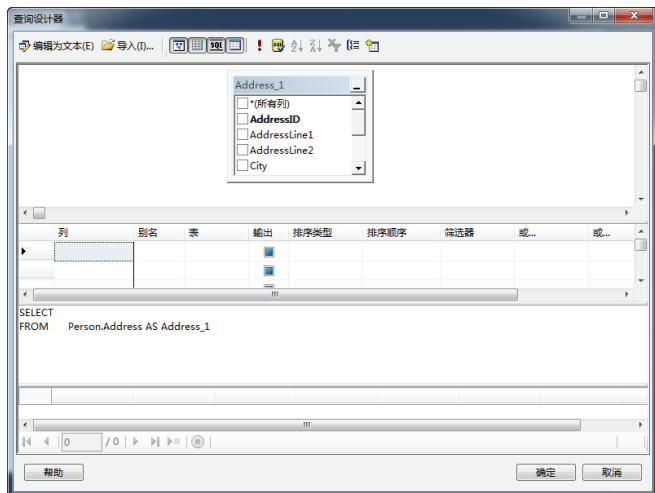 查询设计器
编辑为文本(E) 导入(I)... SQL
Address_1
*(所有列)
AddressID
AddressLine1
AddressLine2
City
列 别名 表 输出 排序类型 排序顺序 筛选器 或... 或...
SELECT
FROM Person.Address AS Address_1
0 / 0
帮助 确定 取消